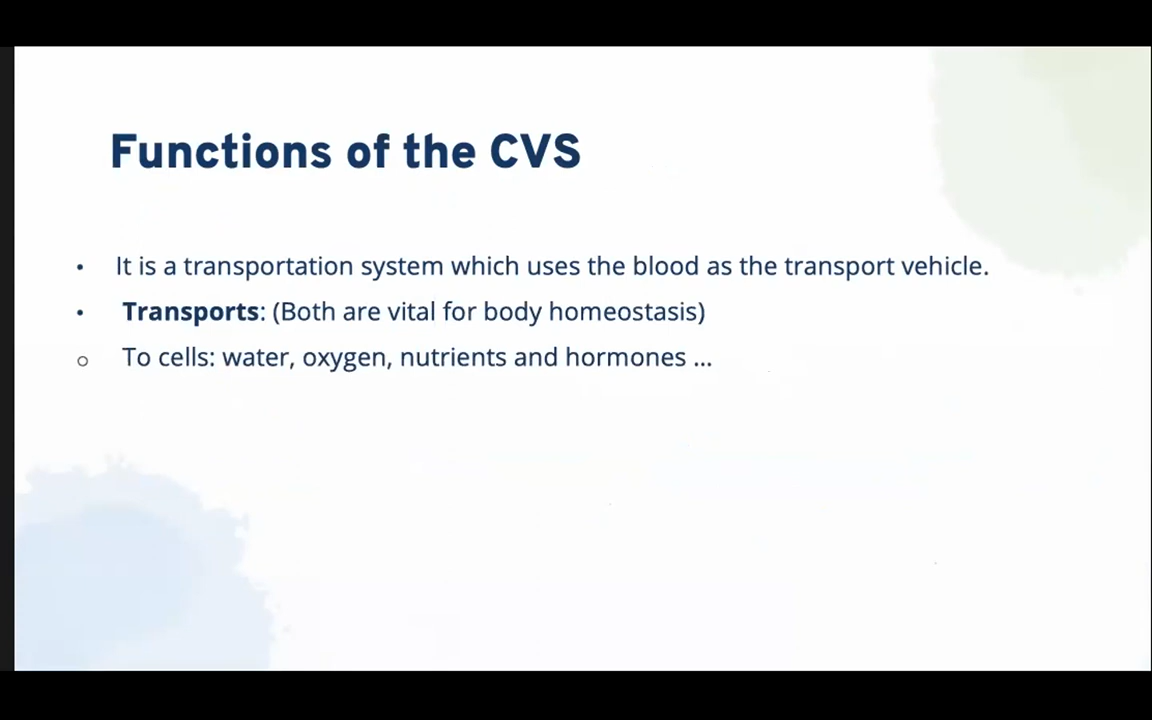 Functions of the CVS
• It is a transportation system which uses the blood as the transport vehicle.
• Transports: (Both are vital for body homeostasis)
○ To cells: water, oxygen, nutrients and hormones ...